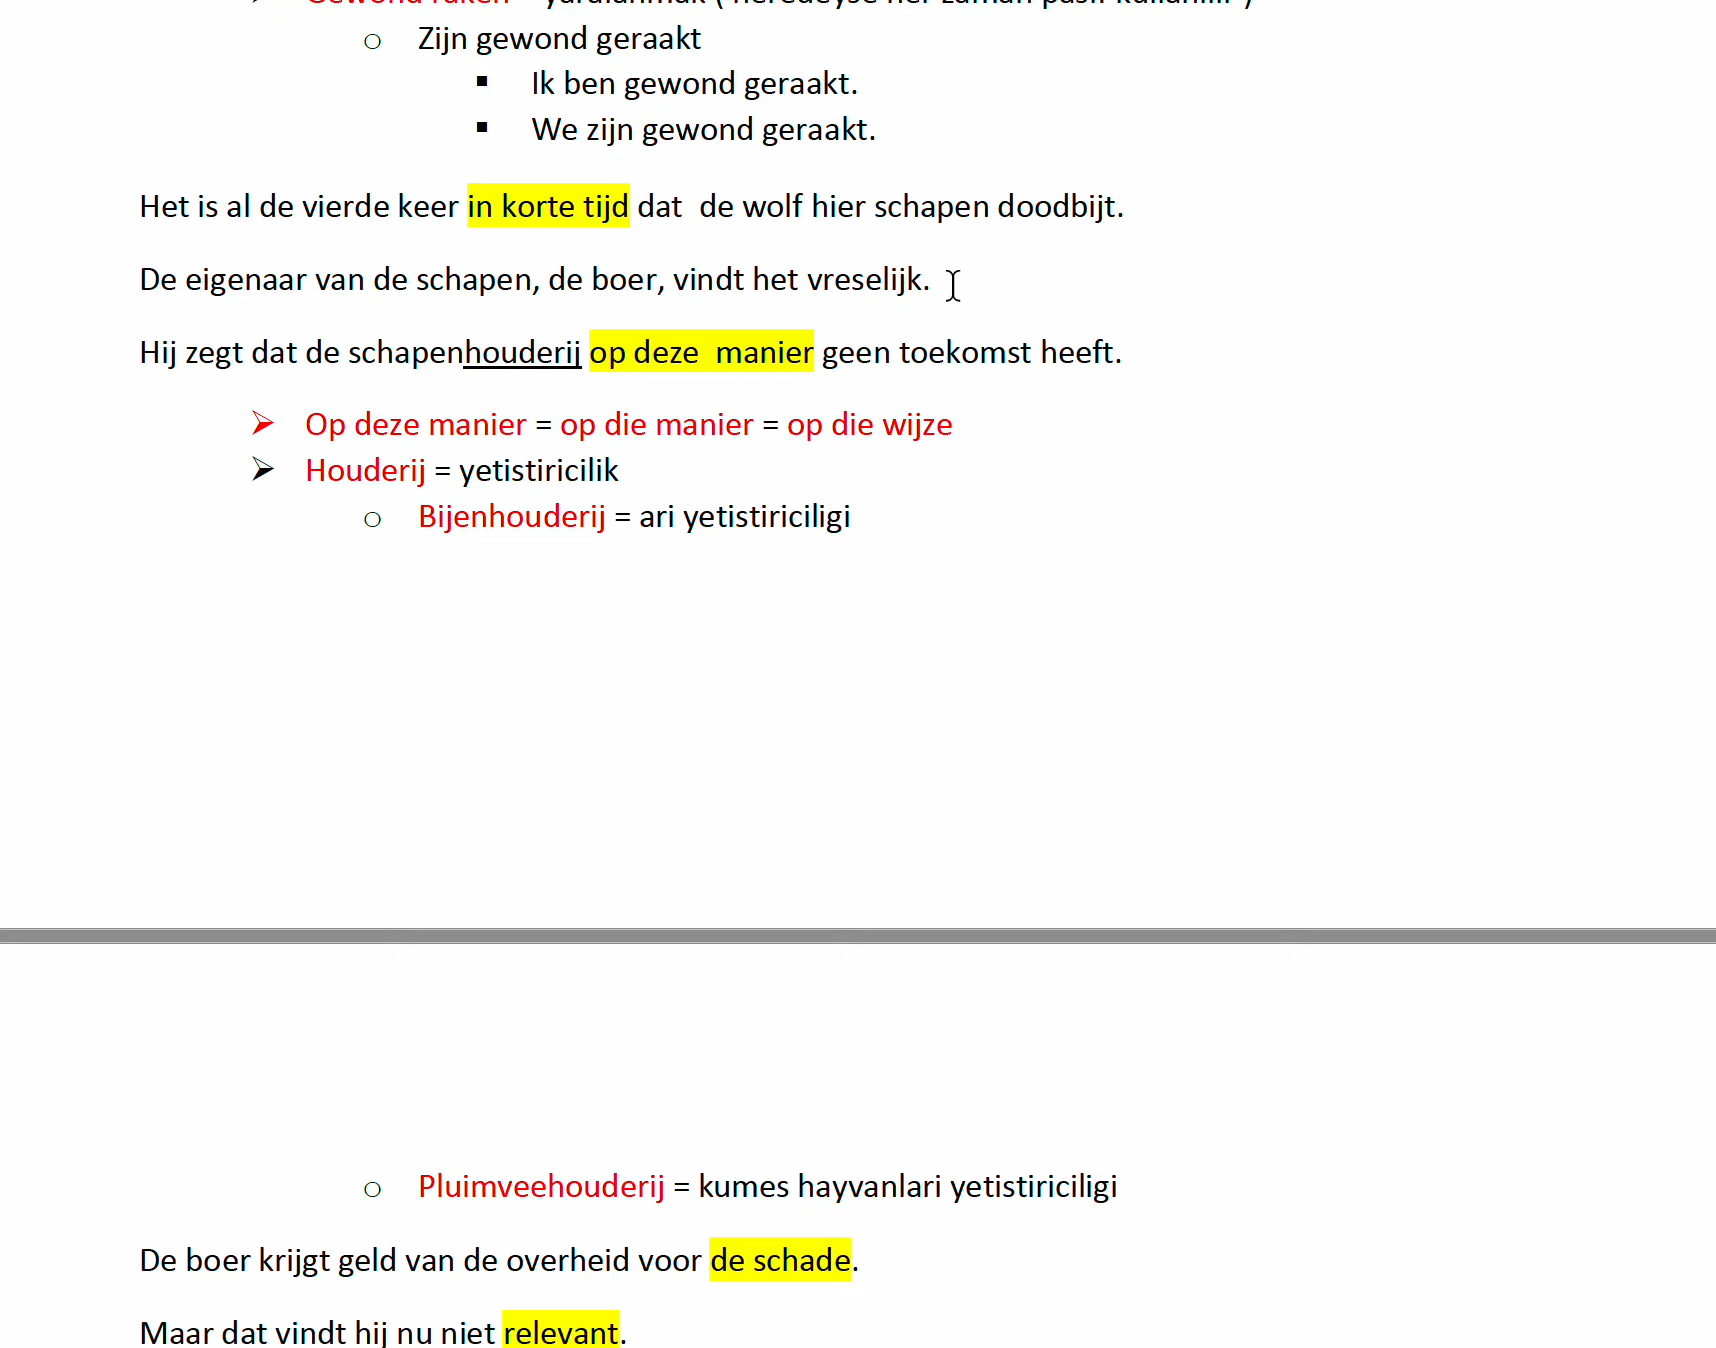 Zijn gewond geraakt
Ik ben gewond geraakt.
We zijn gewond geraakt.
Het is al de vierde keer in korte tijd dat  de wolf hier schapen doodbijt.
De eigenaar van de schapen, de boer, vindt het vreselijk.
Hij zegt dat de schapenhouderij op deze  manier geen toekomst heeft.
Op deze manier = op die manier = op die wijze
Houderij = yetistiricilik
Bijenhouderij = ari yetistiriciligi
Pluimveehouderij = kumes hayvanlari yetistiriciligi
De boer krijgt geld van de overheid voor de schade.
Maar dat vindt hij nu niet relevant.